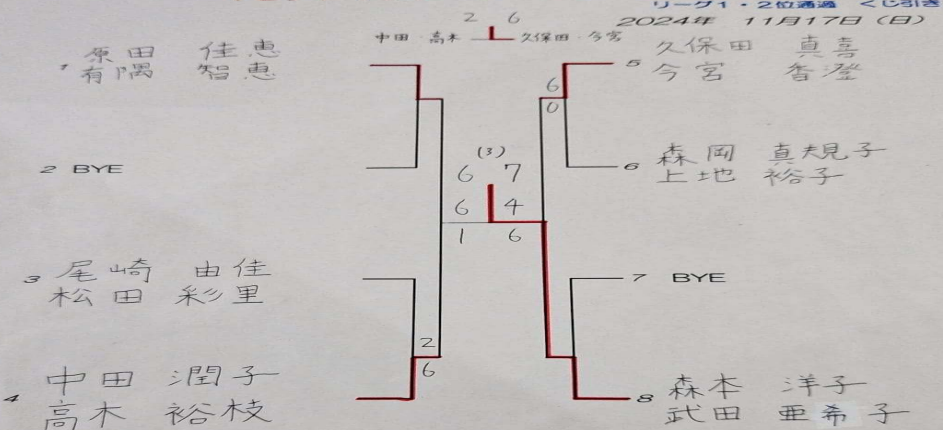 リーグ1・2位通過 くじ引き
2024年 11月17日(日)
2 6
中田・高木 久保田・今宮
1 原田 佳恵
有隅 智恵
2 BYE
3 尾崎 由佳
松田 彩里
4 中田 潤子
高木 裕枝
2
6
(3)
6 7
6 4
1 6
6
0
5 久保田 真喜
今宮 香澄
6 森岡 真規子
上地 裕子
7 BYE
8 森本 洋子
武田 亜希子